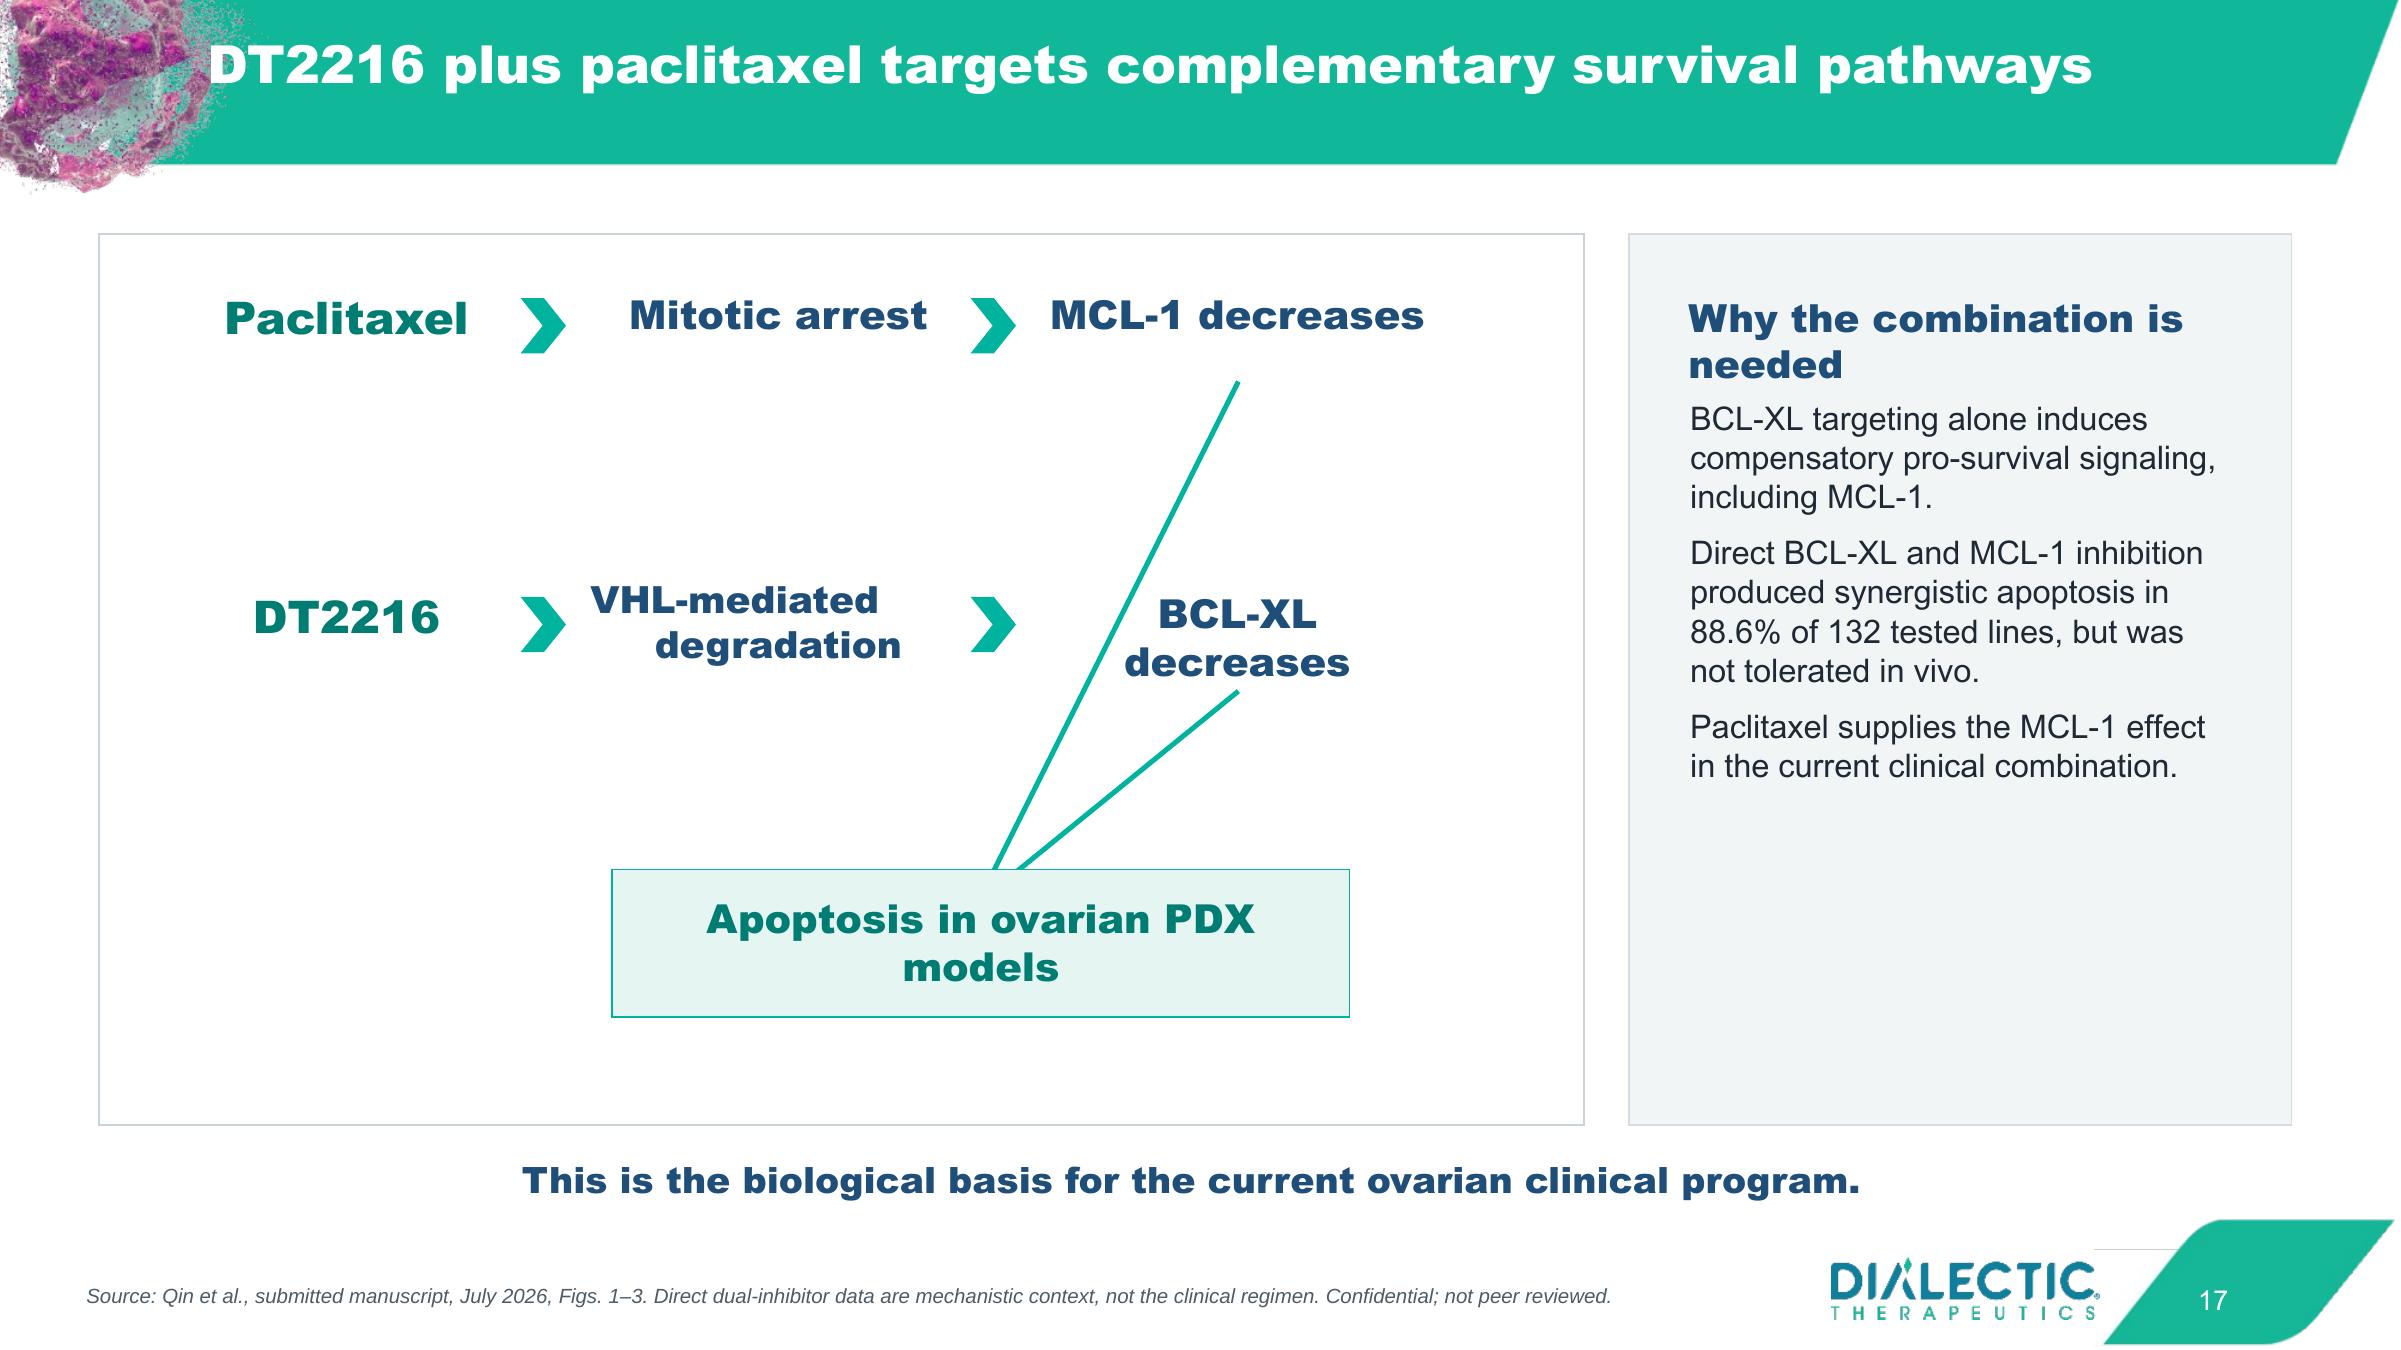 DT2216 plus paclitaxel targets complementary survival pathways
Paclitaxel
Mitotic arrest
MCL-1 decreases
DT2216
VHL-mediated
degradation
BCL-XL
decreases
Apoptosis in ovarian PDX
models
Why the combination is
needed
BCL-XL targeting alone induces
compensatory pro-survival signaling,
including MCL-1.
Direct BCL-XL and MCL-1 inhibition
produced synergistic apoptosis in
88.6% of 132 tested lines, but was
not tolerated in vivo.
Paclitaxel supplies the MCL-1 effect
in the current clinical combination.
This is the biological basis for the current ovarian clinical program.
Source: Qin et al., submitted manuscript, July 2026, Figs. 1–3. Direct dual-inhibitor data are mechanistic context, not the clinical regimen. Confidential; not peer reviewed.
DIALECTIC®
THERAPEUTICS
17